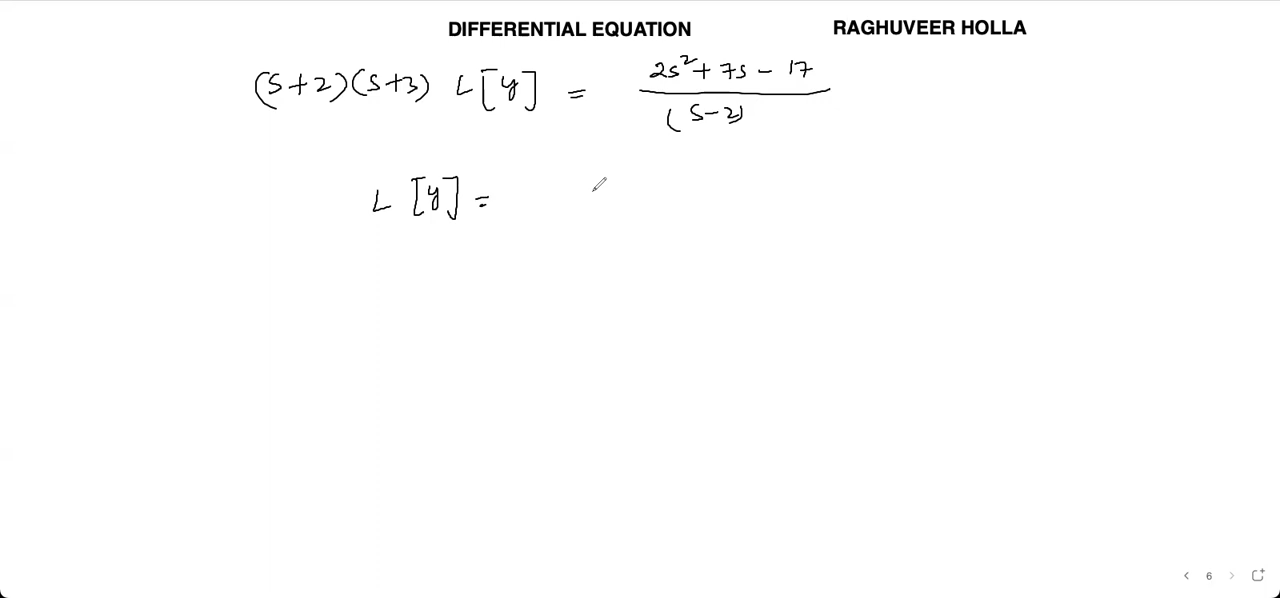 DIFFERENTIAL EQUATION RAGHUVEER HOLLA
(S+2)(S+3) L[y] = 2s²+7s-17
(s-2)
L[y] =
6